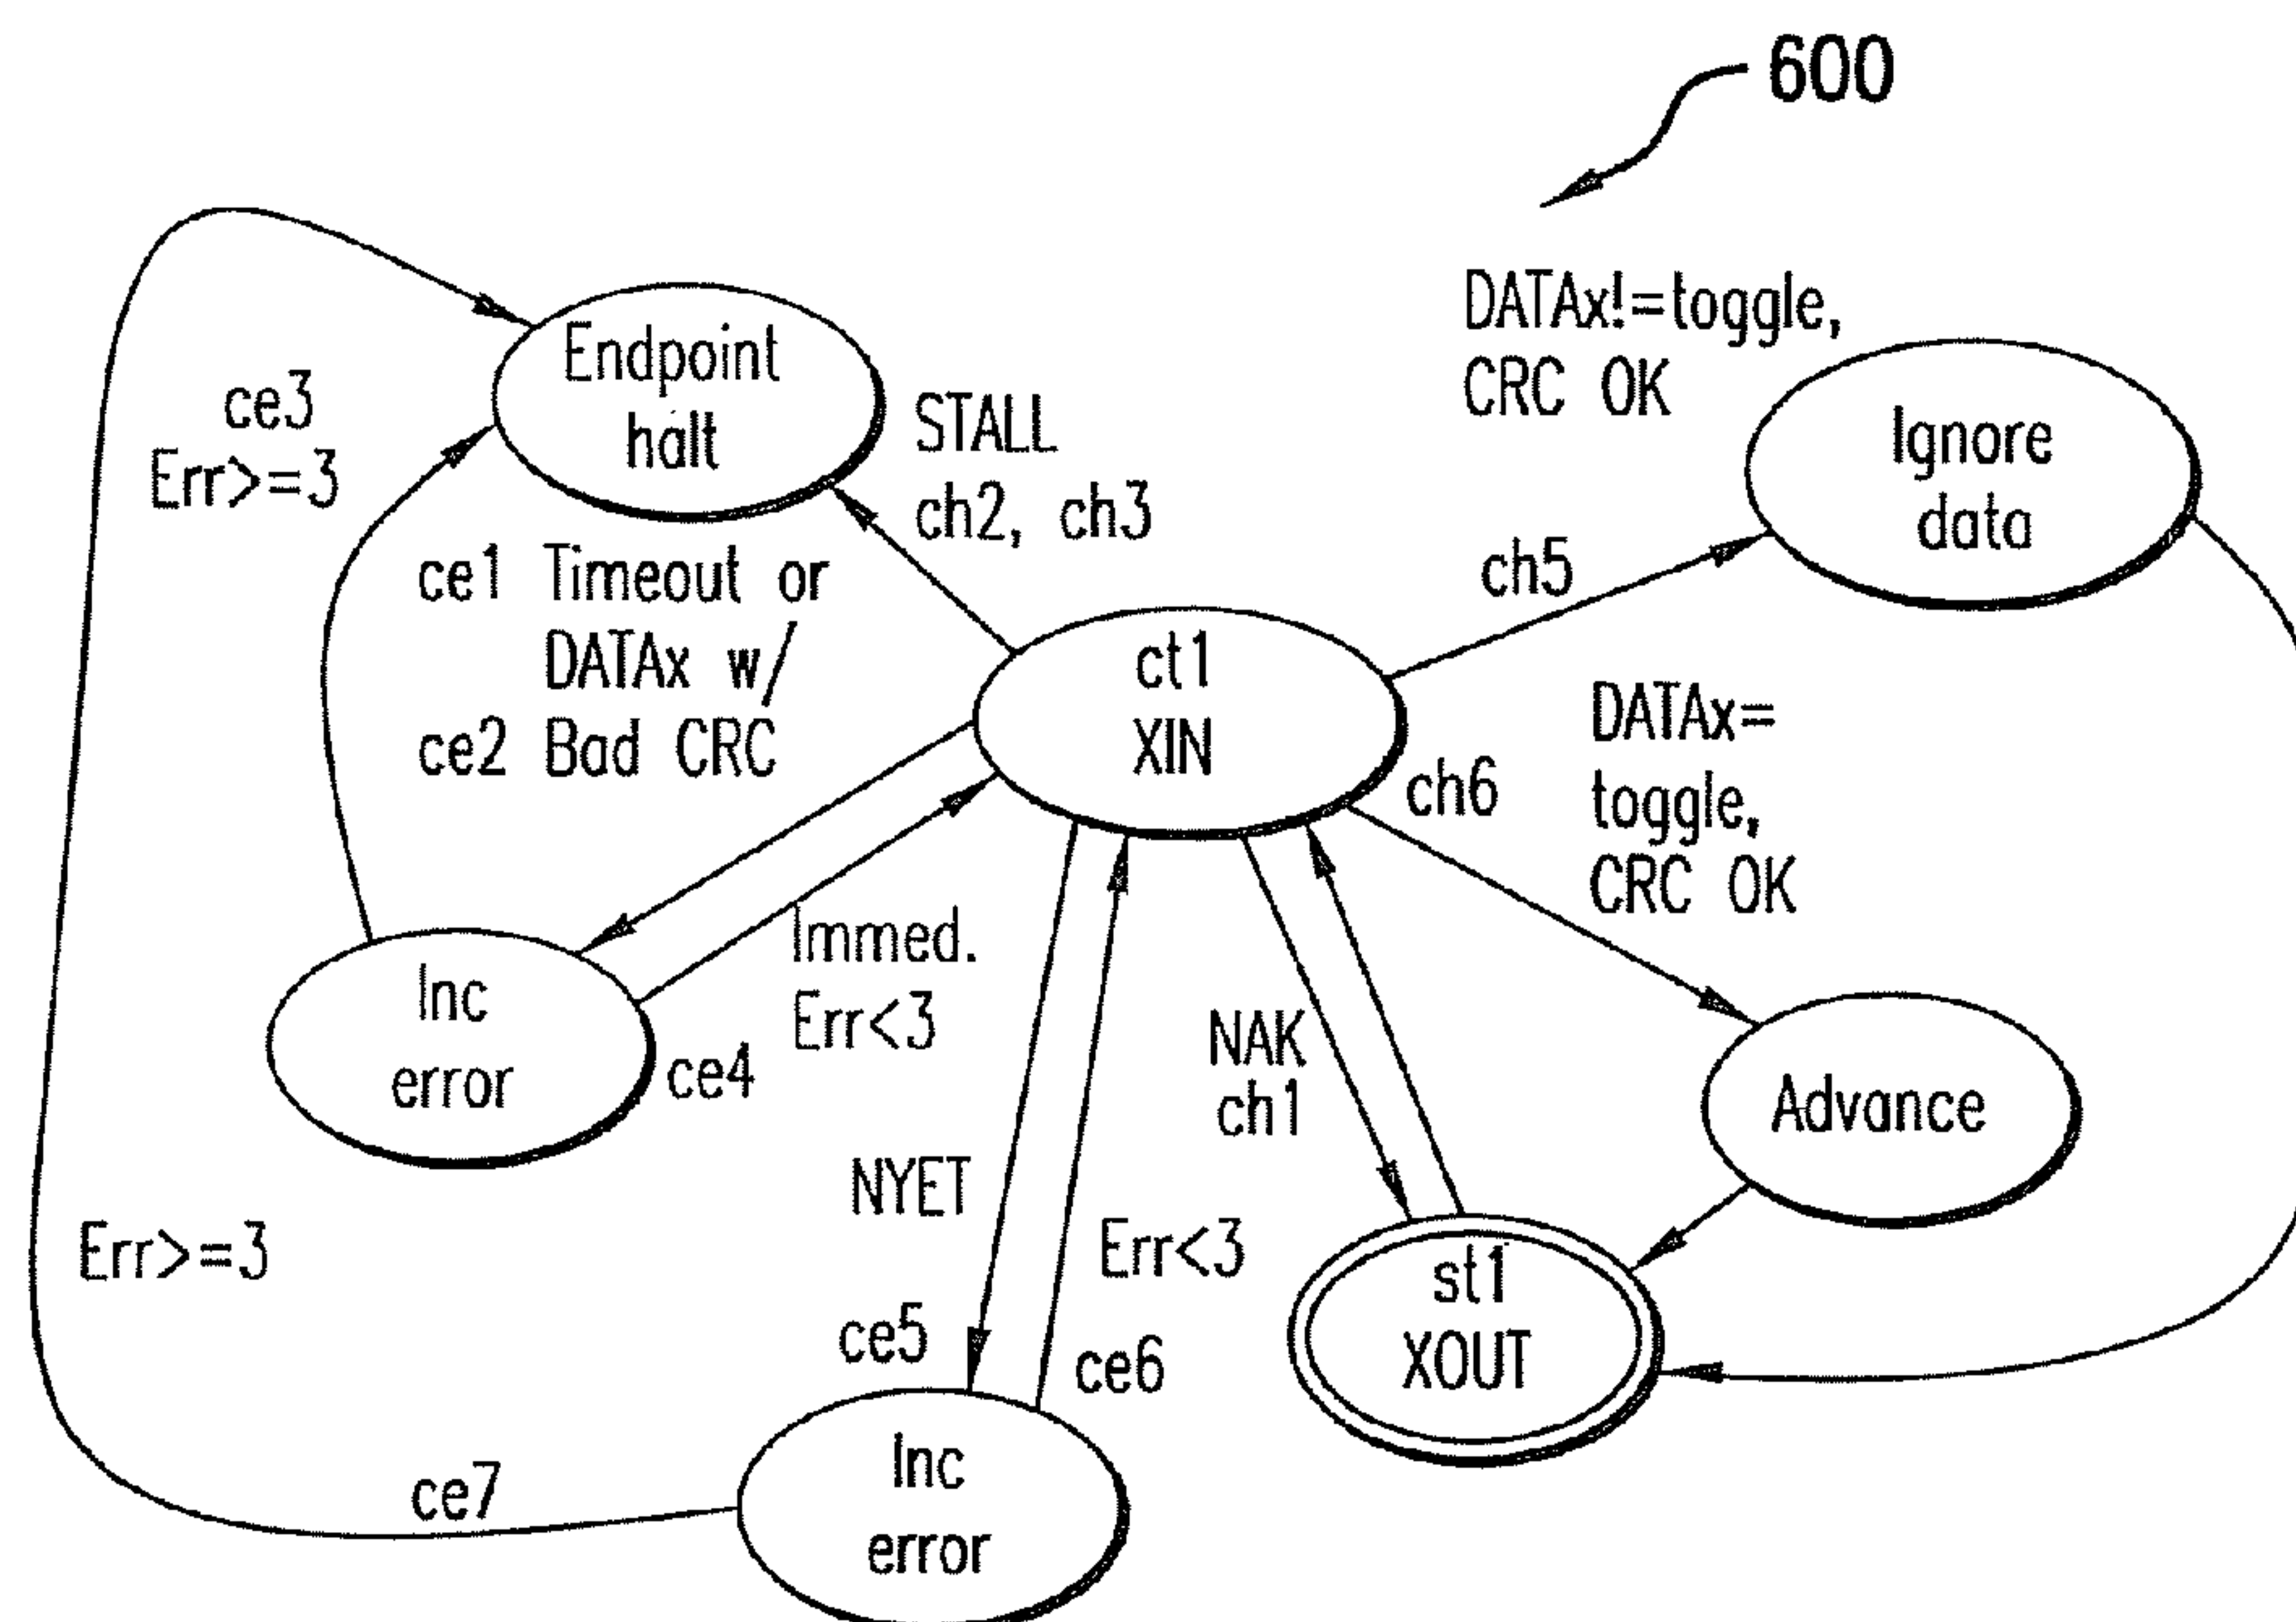 600
Endpoint
halt
ce3
Err>=3
STALL
ch2, ch3
DATAx!=toggle,
CRC OK
Ignore
data
ch5
ce1 Timeout or
DATAx w/
ce2 Bad CRC
ct1
XIN
ch6
DATAx=
toggle,
CRC OK
Immed.
Err<3
Inc
error
ce4
NAK
ch1
Advance
NYET
Err>=3
Err<3
ce5
ce6
st1
XOUT
ce7
Inc
error